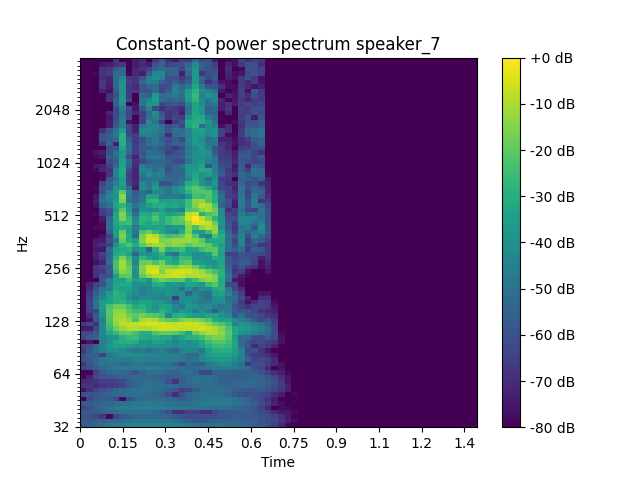 Constant-Q power spectrum speaker_7
Hz
2048
1024
512
256
128
64
32
0 0.15 0.3 0.45 0.6 0.75 0.9 1.1 1.2 1.4
Time
+0 dB
-10 dB
-20 dB
-30 dB
-40 dB
-50 dB
-60 dB
-70 dB
-80 dB